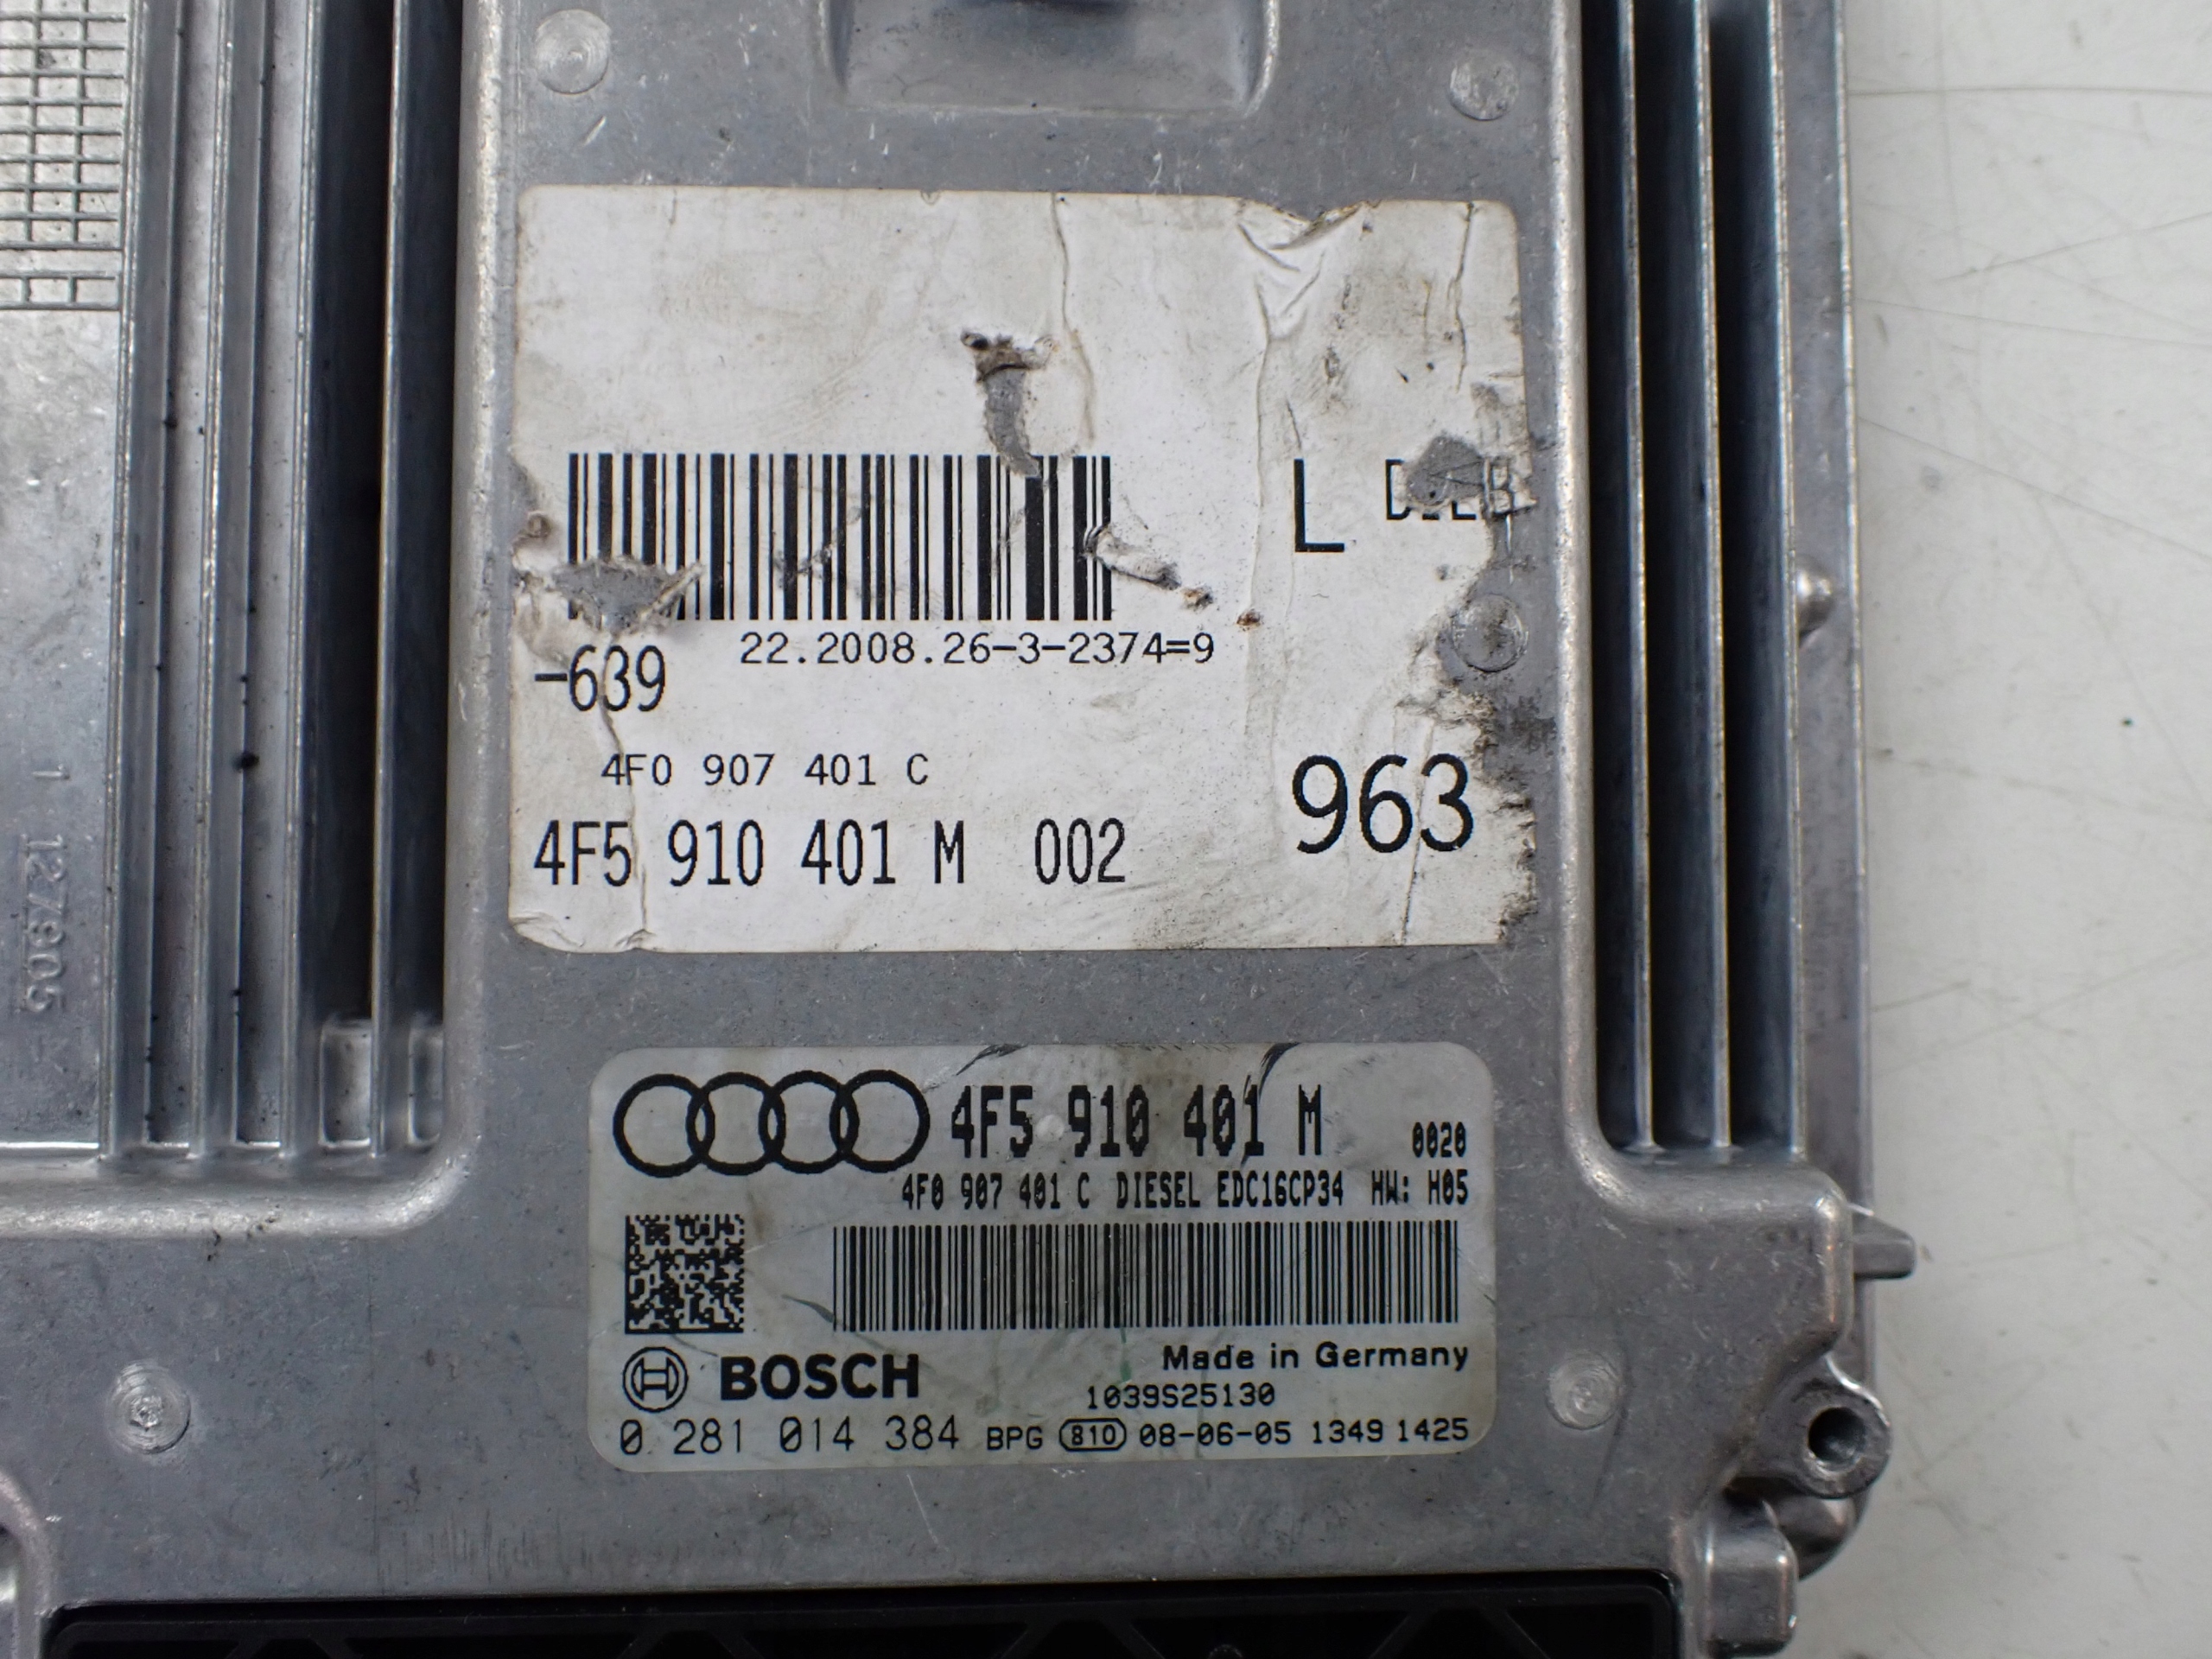 L
22.2008.26-3-2374=9
-639
4F0 907 401 C
963
4F5 910 401 M 002
4F5 910 401 M 0020
4F0 907 401 C DIESEL EDC16CP34 HW: H05
Made in Germany
BOSCH
1039S25130
0 281 014 384 BPG 810 08-06-05 1349 1425
1 127905